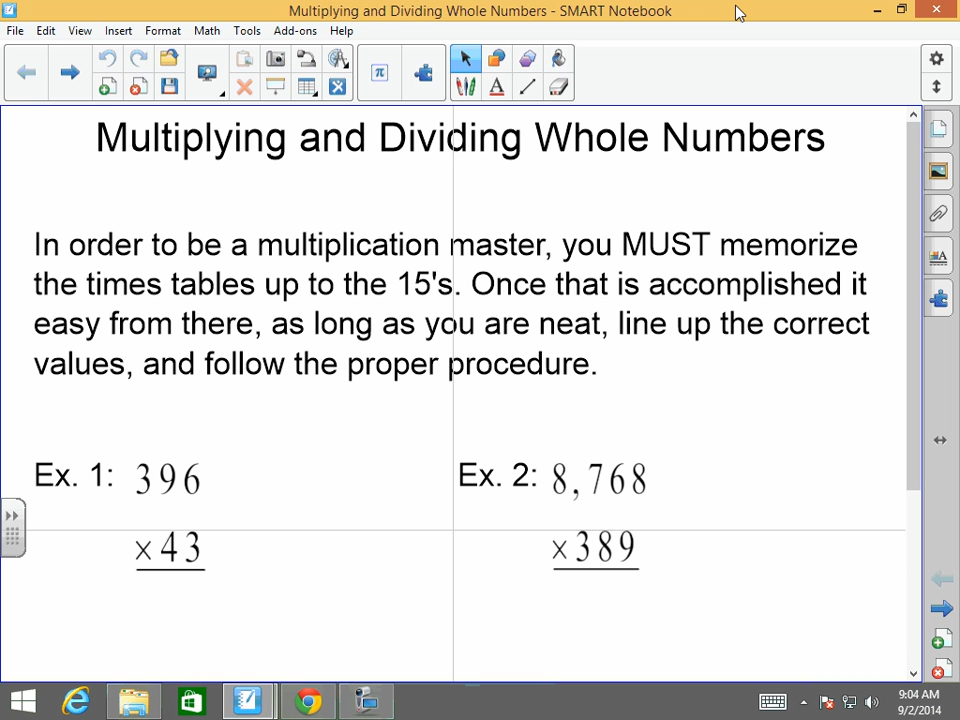 Multiplying and Dividing Whole Numbers - SMART Notebook
File Edit View Insert Format Math Tools Add-ons Help
Multiplying and Dividing Whole Numbers
In order to be a multiplication master, you MUST memorize
the times tables up to the 15's. Once that is accomplished it
easy from there, as long as you are neat, line up the correct
values, and follow the proper procedure.
Ex. 1: 396
×43
Ex. 2: 8,768
×389
9:04 AM
9/2/2014